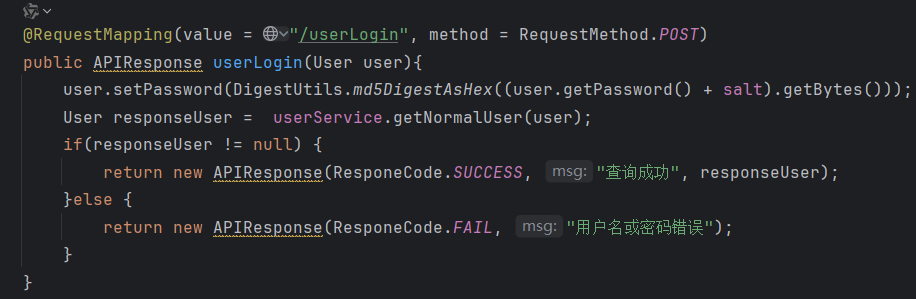 @RequestMapping(value = "/userLogin", method = RequestMethod.POST)
public APIResponse userLogin(User user){
user.setPassword(DigestUtils.md5DigestAsHex((user.getPassword() + salt).getBytes()));
User responseUser =  userService.getNormalUser(user);
if(responseUser != null) {
return new APIResponse(ResponeCode.SUCCESS, msg: "查询成功", responseUser);
}else {
return new APIResponse(ResponeCode.FAIL, msg: "用户名或密码错误");
}
}